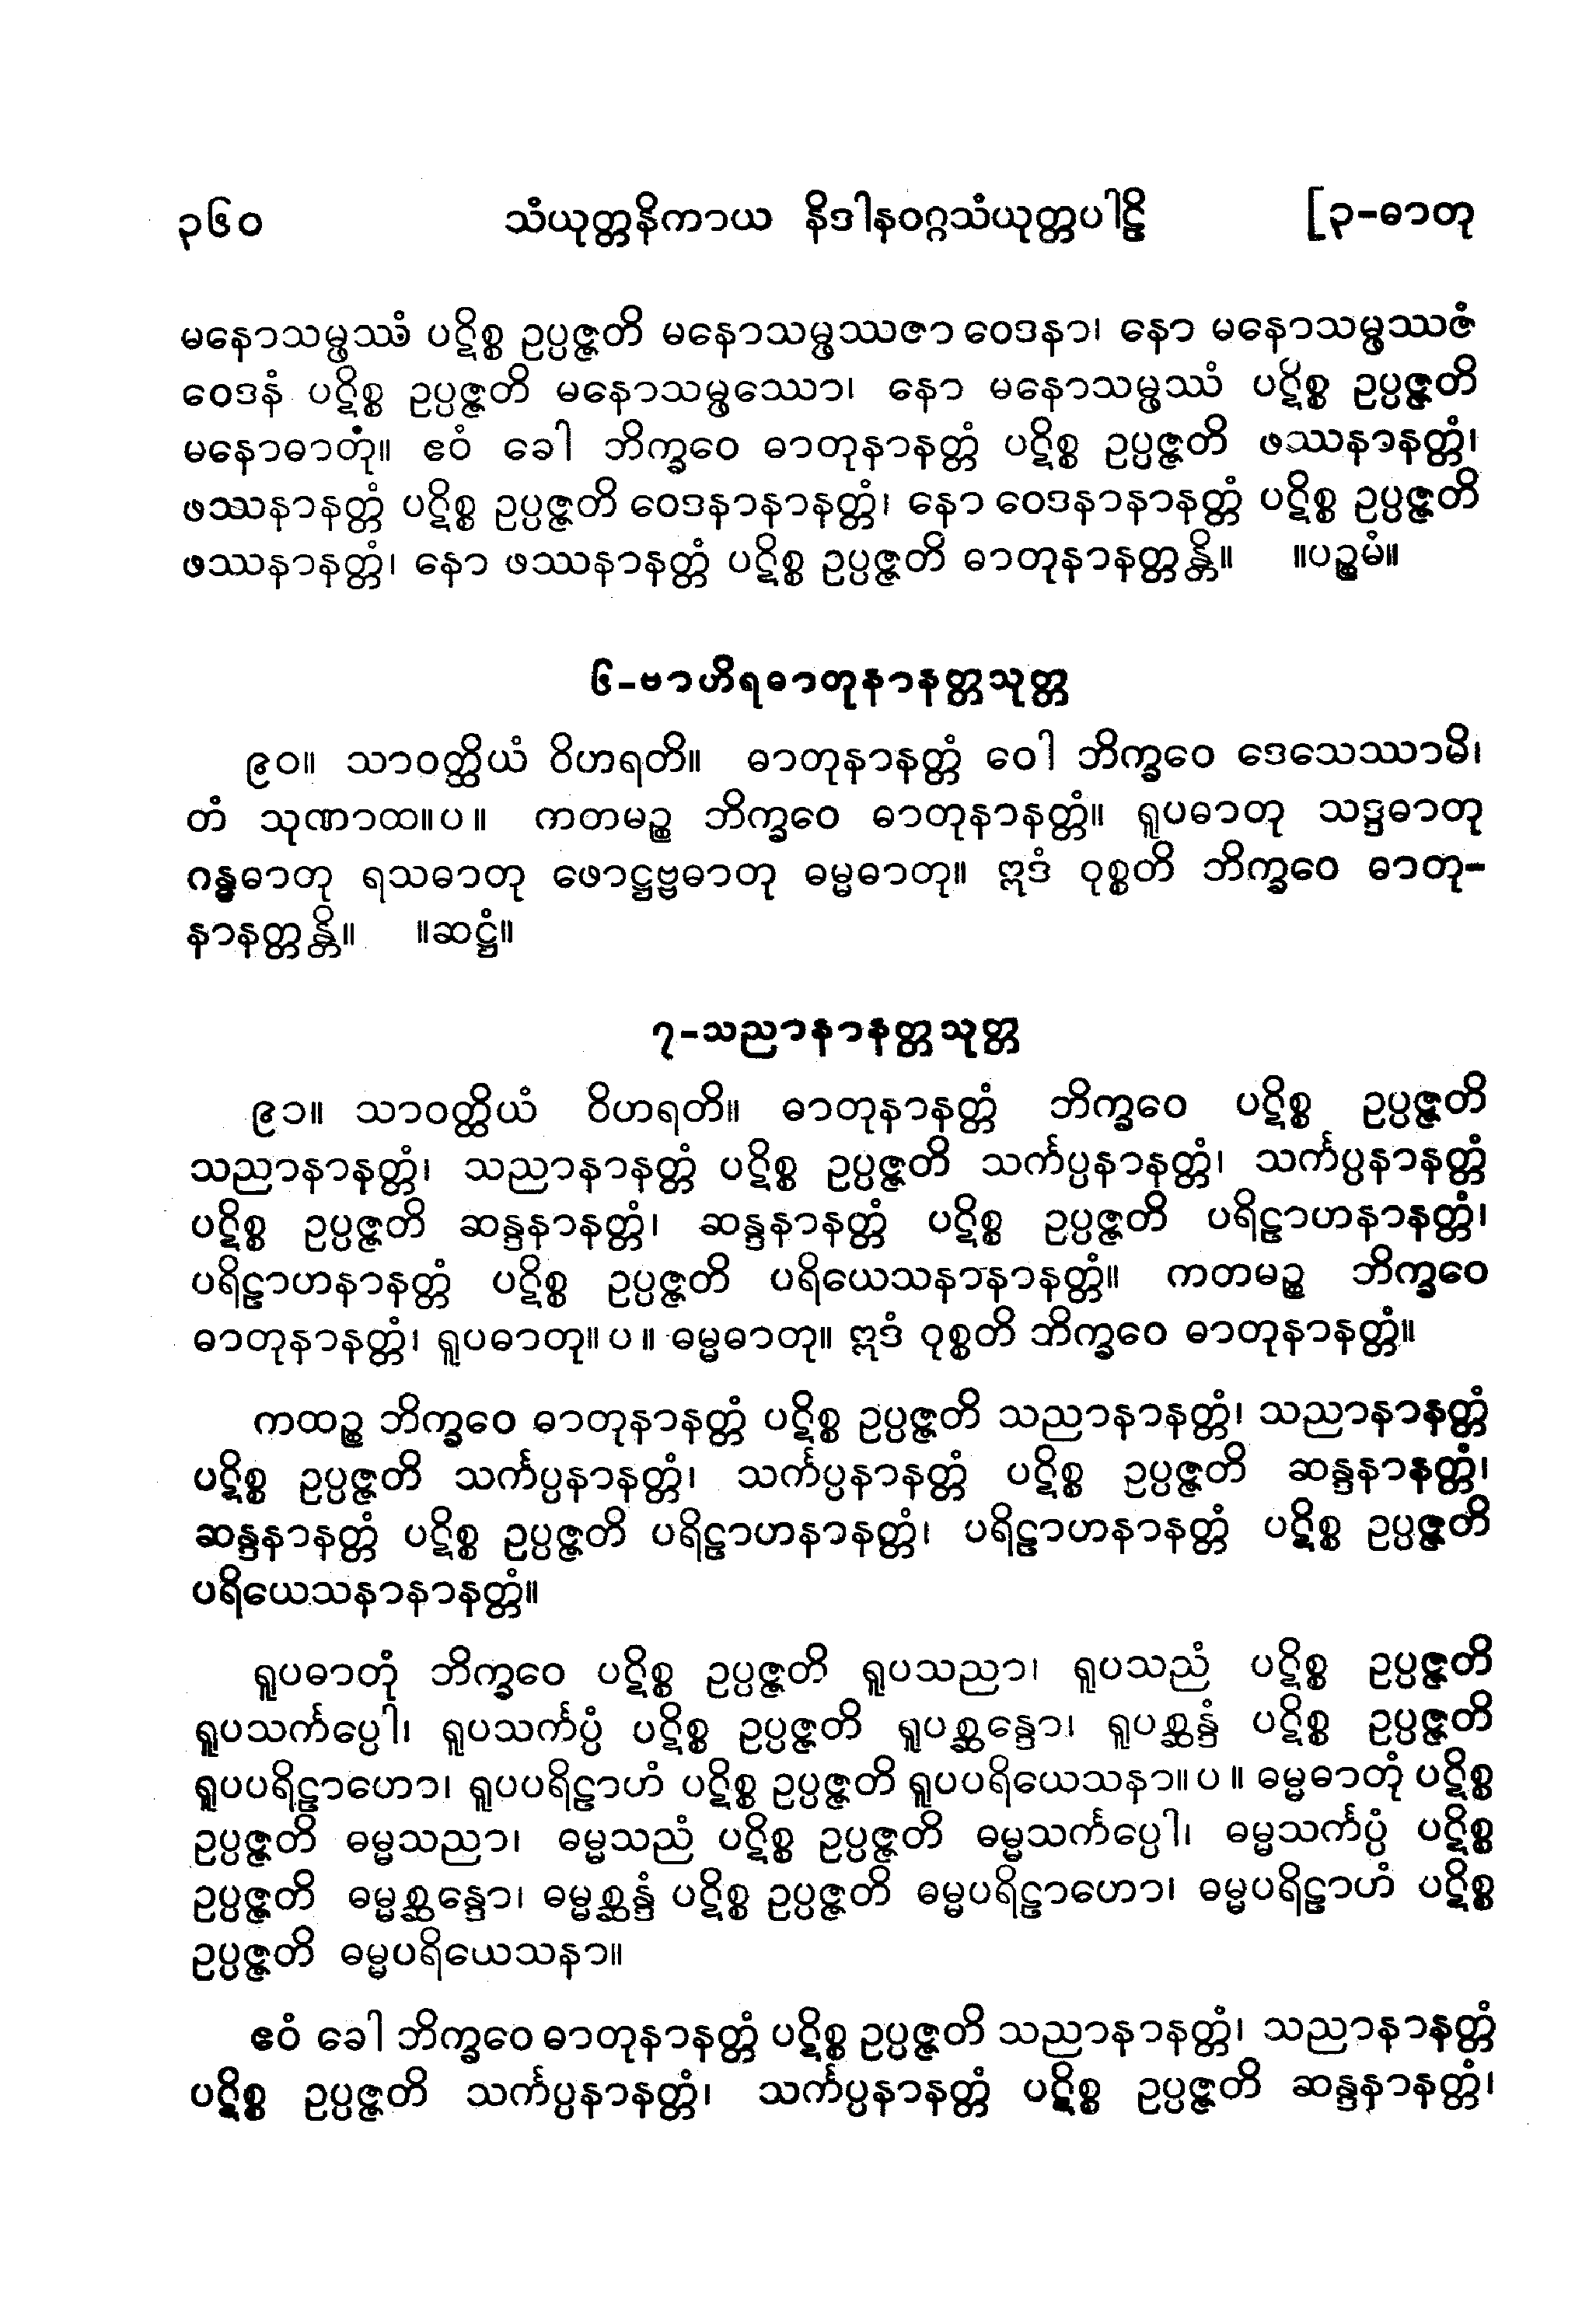 ၃၆၀ သံယုတ္တနိကာယ နိဒါနဝဂ္ဂသံယုတ္တပါဠိ [၃-ဓာတု
မနောသမ္ဖဿံ ပဋိစ္စ ဥပ္ပဇ္ဇတိ မနောသမ္ဖဿဇာ ဝေဒနာ၊ နော မနောသမ္ဖဿဇံ
ဝေဒနံ ပဋိစ္စ ဥပ္ပဇ္ဇတိ မနောသမ္ဖဿော၊ နော မနောသမ္ဖဿံ ပဋိစ္စ ဥပ္ပဇ္ဇတိ
မနောဓာတုံ။ ဧဝံ ခေါ ဘိက္ခဝေ ဓာတုနာနတ္တံ ပဋိစ္စ ဥပ္ပဇ္ဇတိ ဖဿနာနတ္တံ၊
ဖဿနာနတ္တံ ပဋိစ္စ ဥပ္ပဇ္ဇတိ ဝေဒနာနာနတ္တံ၊ နော ဝေဒနာနာနတ္တံ ပဋိစ္စ ဥပ္ပဇ္ဇတိ
ဖဿနာနတ္တံ၊ နော ဖဿနာနတ္တံ ပဋိစ္စ ဥပ္ပဇ္ဇတိ ဓာတုနာနတ္တန္တိ။ ။ပဉ္စမံ။
၆-ဗာဟိရဓာတုနာနတ္တသုတ္တ
၉၀။ သာဝတ္ထိယံ ဝိဟရတိ။ ဓာတုနာနတ္တံ ဝေါ ဘိက္ခဝေ ဒေသေဿာမိ၊
တံ သုဏာထ။ပ။ ကတမဉ္စ ဘိက္ခဝေ ဓာတုနာနတ္တံ။ ရူပဓာတု သဒ္ဒဓာတု
ဂန္ဓဓာတု ရသဓာတု ဖောဋ္ဌဗ္ဗဓာတု ဓမ္မဓာတု။ ဣဒံ ဝုစ္စတိ ဘိက္ခဝေ ဓာတု-
နာနတ္တန္တိ။ ။ဆဋ္ဌံ။
၇-သညာနာနတ္တသုတ္တ
၉၁။ သာဝတ္ထိယံ ဝိဟရတိ။ ဓာတုနာနတ္တံ ဘိက္ခဝေ ပဋိစ္စ ဥပ္ပဇ္ဇတိ
သညာနာနတ္တံ၊ သညာနာနတ္တံ ပဋိစ္စ ဥပ္ပဇ္ဇတိ သင်္ကပ္ပနာနတ္တံ၊ သင်္ကပ္ပနာနတ္တံ
ပဋိစ္စ ဥပ္ပဇ္ဇတိ ဆန္ဒနာနတ္တံ၊ ဆန္ဒနာနတ္တံ ပဋိစ္စ ဥပ္ပဇ္ဇတိ ပရိဠာဟနာနတ္တံ၊
ပရိဠာဟနာနတ္တံ ပဋိစ္စ ဥပ္ပဇ္ဇတိ ပရိယေသနာနာနတ္တံ။ ကတမဉ္စ ဘိက္ခဝေ
ဓာတုနာနတ္တံ၊ ရူပဓာတု။ပ။ ဓမ္မဓာတု။ ဣဒံ ဝုစ္စတိ ဘိက္ခဝေ ဓာတုနာနတ္တံ။
ကထဉ္စ ဘိက္ခဝေ ဓာတုနာနတ္တံ ပဋိစ္စ ဥပ္ပဇ္ဇတိ သညာနာနတ္တံ၊ သညာနာနတ္တံ
ပဋိစ္စ ဥပ္ပဇ္ဇတိ သင်္ကပ္ပနာနတ္တံ၊ သင်္ကပ္ပနာနတ္တံ ပဋိစ္စ ဥပ္ပဇ္ဇတိ ဆန္ဒနာနတ္တံ၊
ဆန္ဒနာနတ္တံ ပဋိစ္စ ဥပ္ပဇ္ဇတိ ပရိဠာဟနာနတ္တံ၊ ပရိဠာဟနာနတ္တံ ပဋိစ္စ ဥပ္ပဇ္ဇတိ
ပရိယေသနာနာနတ္တံ။
ရူပဓာတုံ ဘိက္ခဝေ ပဋိစ္စ ဥပ္ပဇ္ဇတိ ရူပသညာ၊ ရူပသညံ ပဋိစ္စ ဥပ္ပဇ္ဇတိ
ရူပသင်္ကပ္ပေါ၊ ရူပသင်္ကပ္ပံ ပဋိစ္စ ဥပ္ပဇ္ဇတိ ရူပစ္ဆန္ဒော၊ ရူပစ္ဆန္ဒံ ပဋိစ္စ ဥပ္ပဇ္ဇတိ
ရူပပရိဠာဟော၊ ရူပပရိဠာဟံ ပဋိစ္စ ဥပ္ပဇ္ဇတိ ရူပပရိယေသနာ။ပ။ ဓမ္မဓာတုံ ပဋိစ္စ
ဥပ္ပဇ္ဇတိ ဓမ္မသညာ၊ ဓမ္မသညံ ပဋိစ္စ ဥပ္ပဇ္ဇတိ ဓမ္မသင်္ကပ္ပေါ၊ ဓမ္မသင်္ကပ္ပံ ပဋိစ္စ
ဥပ္ပဇ္ဇတိ ဓမ္မစ္ဆန္ဒော၊ ဓမ္မစ္ဆန္ဒံ ပဋိစ္စ ဥပ္ပဇ္ဇတိ ဓမ္မပရိဠာဟော၊ ဓမ္မပရိဠာဟံ ပဋိစ္စ
ဥပ္ပဇ္ဇတိ ဓမ္မပရိယေသနာ။
ဧဝံ ခေါ ဘိက္ခဝေ ဓာတုနာနတ္တံ ပဋိစ္စ ဥပ္ပဇ္ဇတိ သညာနာနတ္တံ၊ သညာနာနတ္တံ
ပဋိစ္စ ဥပ္ပဇ္ဇတိ သင်္ကပ္ပနာနတ္တံ၊ သင်္ကပ္ပနာနတ္တံ ပဋိစ္စ ဥပ္ပဇ္ဇတိ ဆန္ဒနာနတ္တံ၊